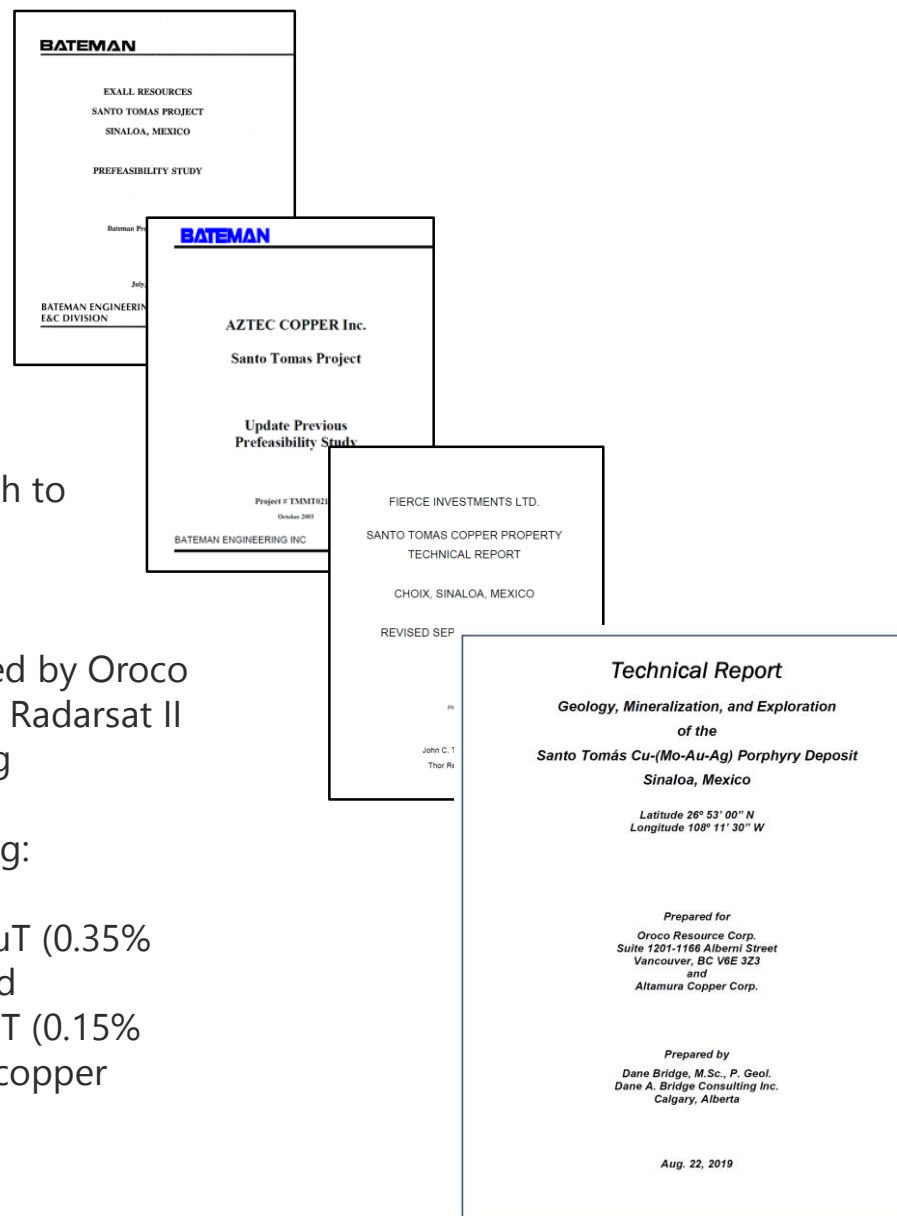 BATEMAN
EXALL RESOURCES
SANTO TOMAS PROJECT
SINALOA, MEXICO
PREFEASIBILITY STUDY
Bateman
July,
BATEMAN ENGINEERIN
E&C DIVISION
BATEMAN
AZTEC COPPER Inc.
Santo Tomas Project
Update Previous
Prefeasibility Study
Project # TMMT021
October 2003
BATEMAN ENGINEERING INC
FIERCE INVESTMENTS LTD.
SANTO TOMAS COPPER PROPERTY
TECHNICAL REPORT
CHOIX, SINALOA, MEXICO
REVISED SEP
John C. T
Thor Re
Technical Report
Geology, Mineralization, and Exploration
of the
Santo Tomás Cu-(Mo-Au-Ag) Porphyry Deposit
Sinaloa, Mexico
Latitude 26º 53' 00" N
Longitude 108º 11' 30" W
Prepared for
Oroco Resource Corp.
Suite 1201-1166 Alberni Street
Vancouver, BC V6E 3Z3
and
Altamura Copper Corp.
Prepared by
Dane Bridge, M.Sc., P. Geol.
Dane A. Bridge Consulting Inc.
Calgary, Alberta
Aug. 22, 2019
h to
ed by Oroco
Radarsat II
g
g:
uT (0.35%
d
T (0.15%
copper